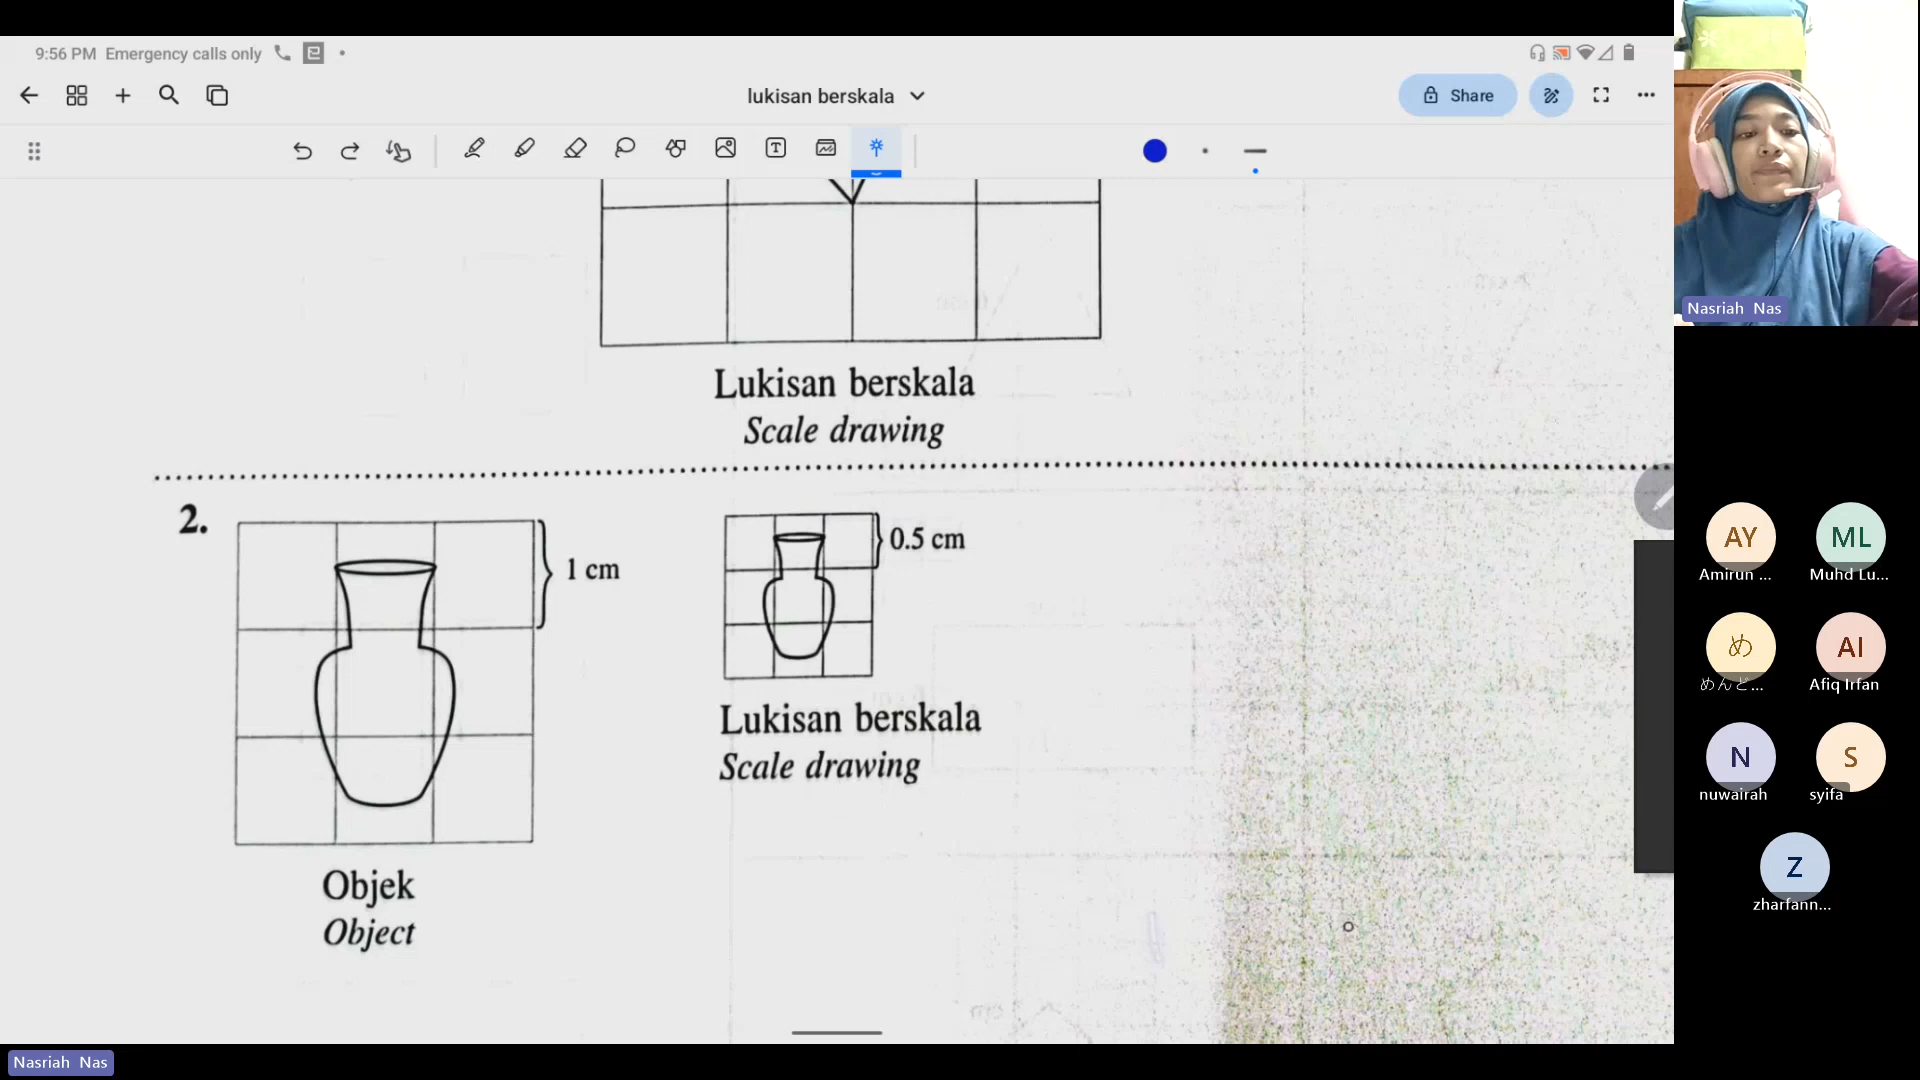 9:56 PM Emergency calls only
lukisan berskala
Share
Nasriah Nas
Lukisan berskala
Scale drawing
2.
1 cm
0.5 cm
Lukisan berskala
Scale drawing
Objek
Object
AY
Amirun ...
ML
Muhd Lu...
め
めんど...
AI
Afiq Irfan
N
nuwairah
S
syifa
Z
zharfann...
Nasriah Nas